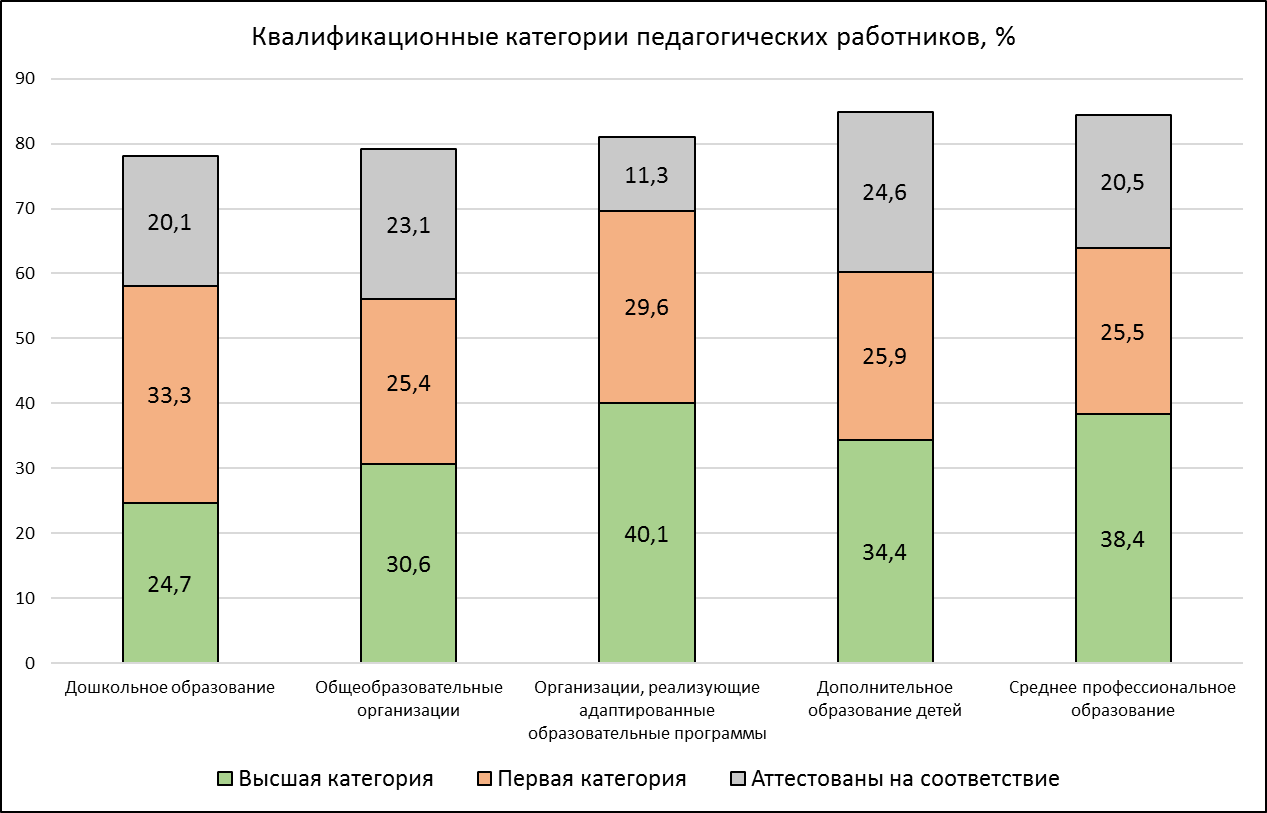 Квалификационные категории педагогических работников, %
90
80
70
60
50
40
30
20
10
0
20,1
23,1
11,3
24,6
20,5
33,3
25,4
29,6
25,9
25,5
24,7
30,6
40,1
34,4
38,4
Дошкольное образование
Общеобразовательные
организации
Организации, реализующие
адаптированные
образовательные программы
Дополнительное
образование детей
Среднее профессиональное
образование
Высшая категория
Первая категория
Аттестованы на соответствие